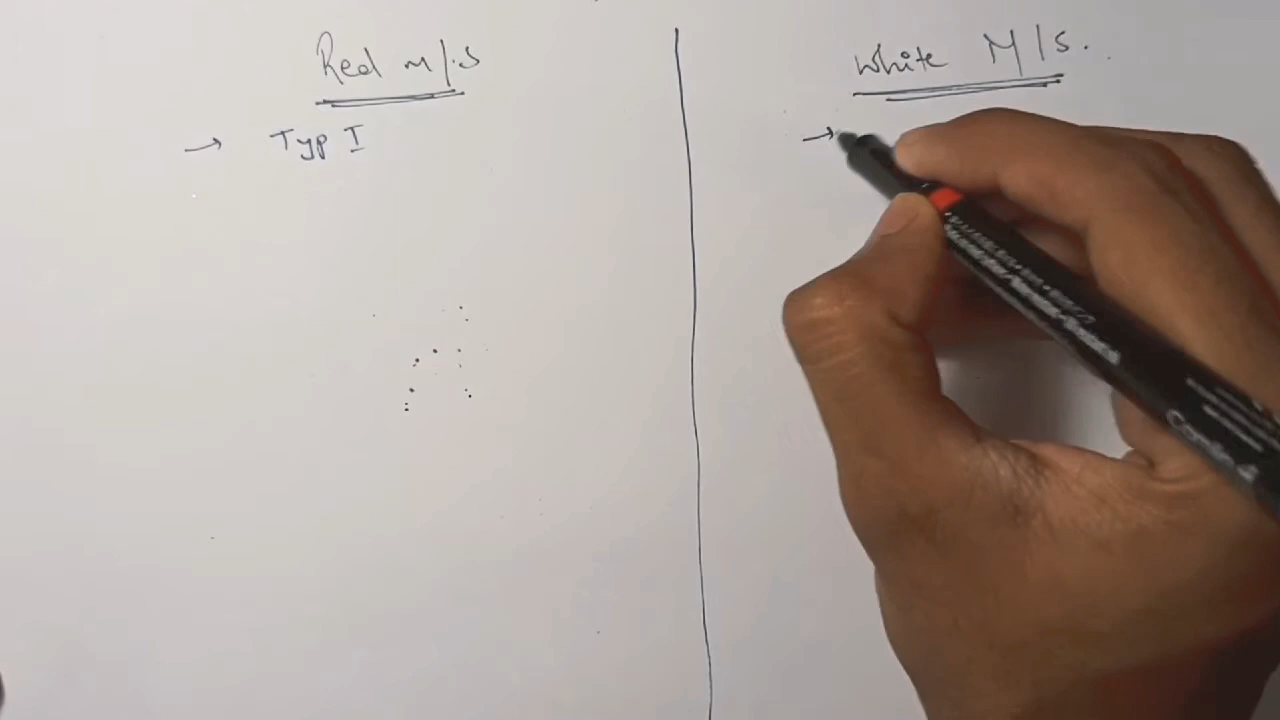 Red m/s
→ Typ I
White M/s.
→